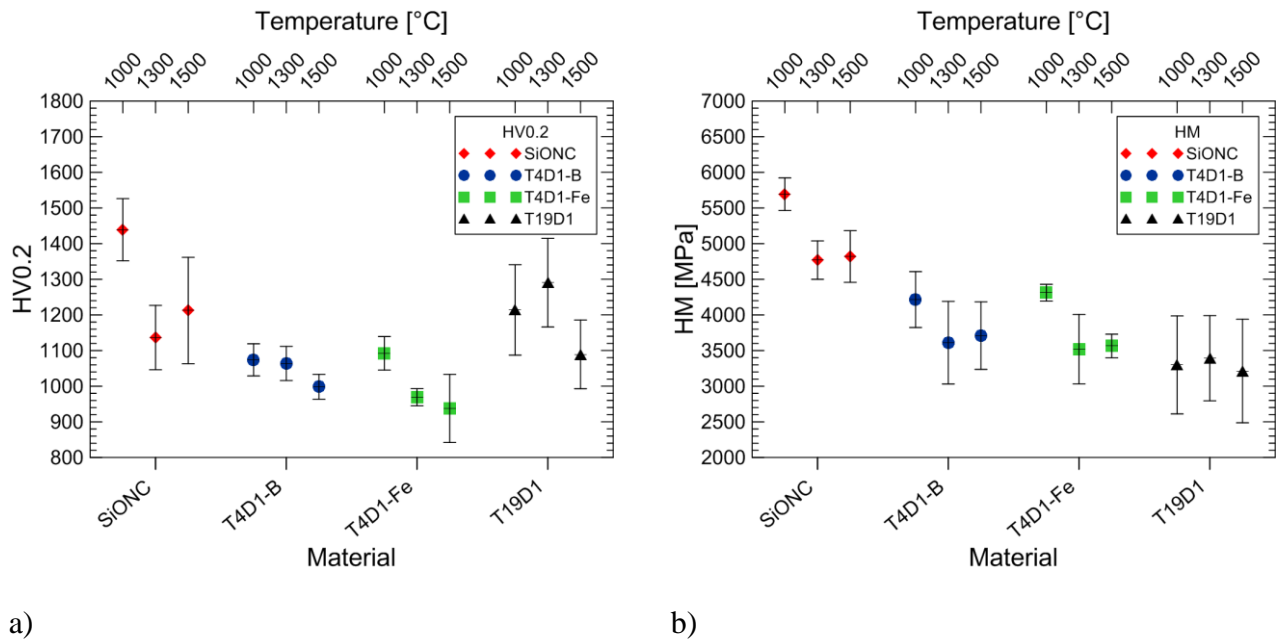 a)
Temperature [°C]
1000 1300 1500 1000 1300 1500 1000 1300 1500 1000 1300 1500
1800
1700
1600
1500
1400
1300
1200
1100
1000
900
800
HV0.2
HV0.2
SiONC
T4D1-B
T4D1-Fe
T19D1
SiONC T4D1-B T4D1-Fe T19D1
Material
b)
Temperature [°C]
1000 1300 1500 1000 1300 1500 1000 1300 1500 1000 1300 1500
7000
6500
6000
5500
5000
4500
4000
3500
3000
2500
2000
HM [MPa]
HM
SiONC
T4D1-B
T4D1-Fe
T19D1
SiONC T4D1-B T4D1-Fe T19D1
Material
a)
b)